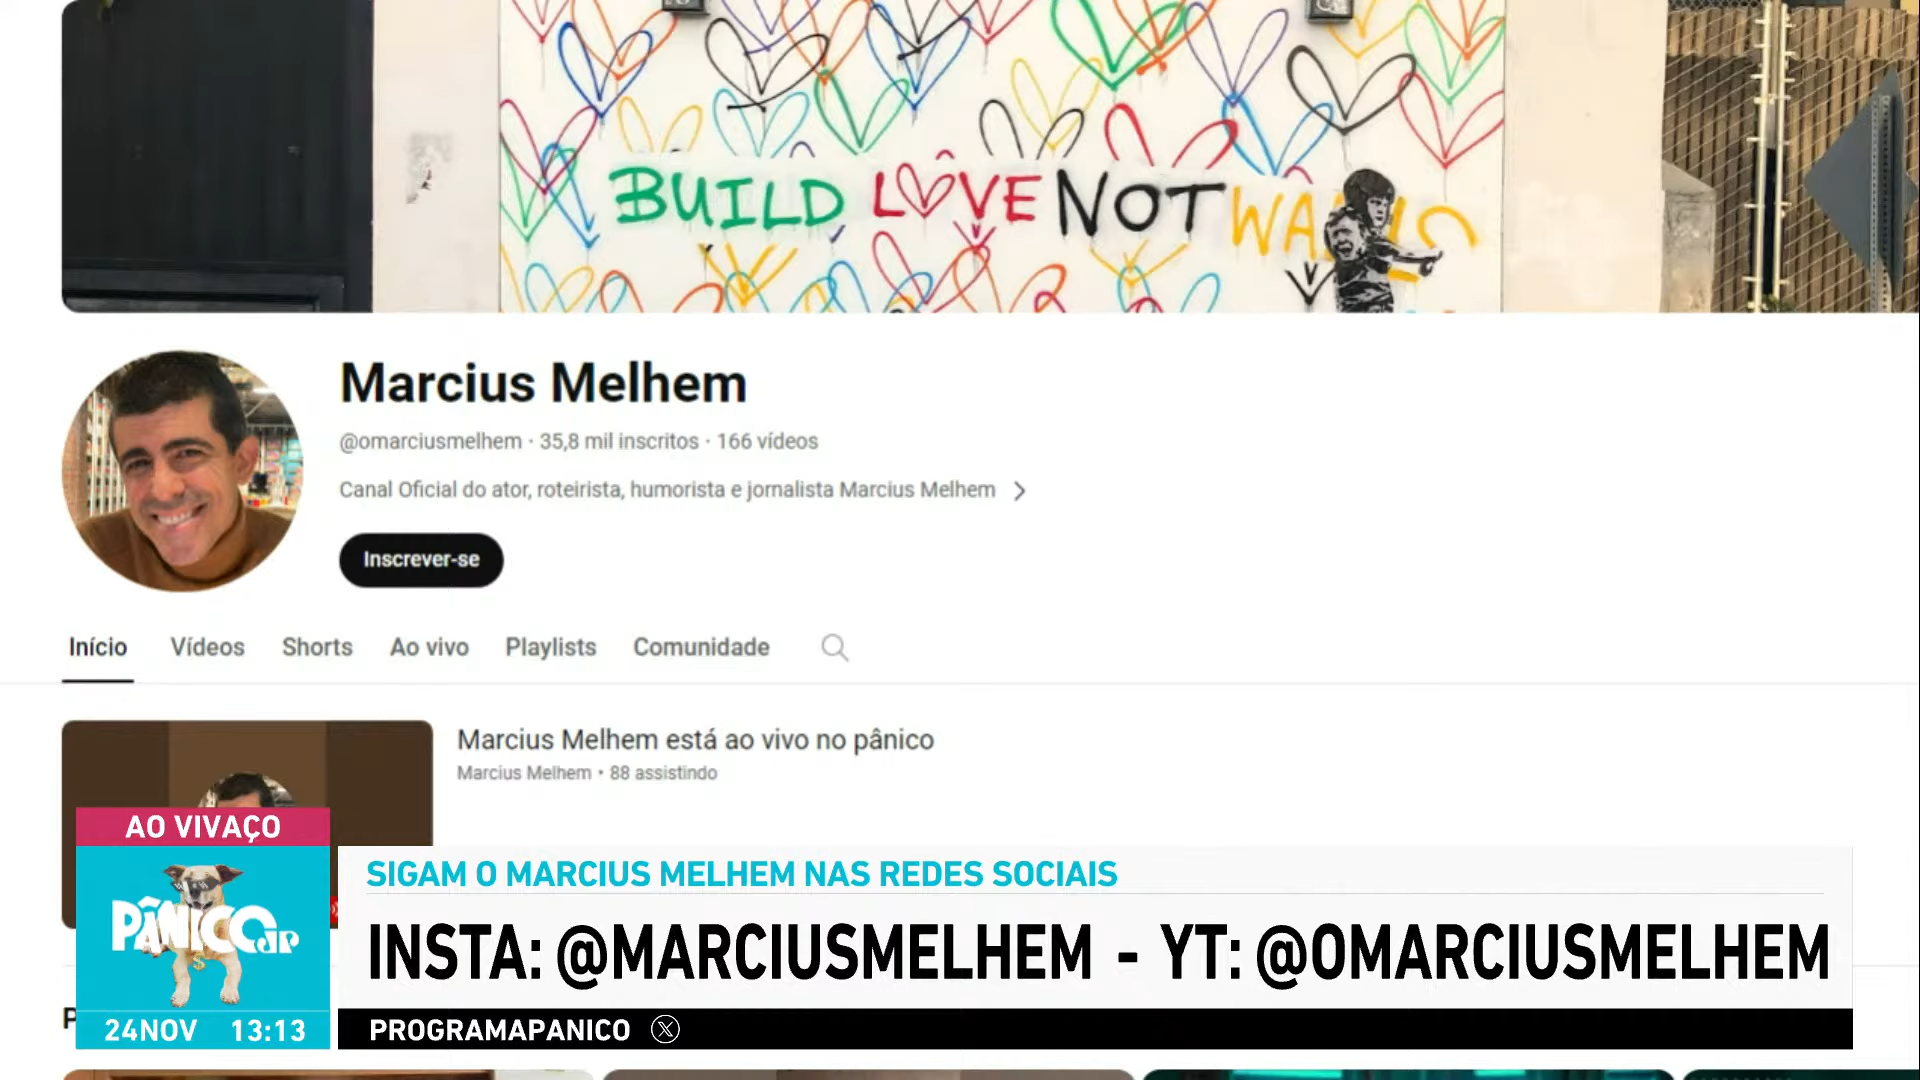 BUILD LOVE NOT WALLS
Marcius Melhem
@omarciusmelhem · 35,8 mil inscritos · 166 vídeos
Canal Oficial do ator, roteirista, humorista e jornalista Marcius Melhem
Inscrever-se
Início Vídeos Shorts Ao vivo Playlists Comunidade
Marcius Melhem está ao vivo no pânico
Marcius Melhem • 88 assistindo
AO VIVAÇO
PÂNICO JP
24NOV 13:13
SIGAM O MARCIUS MELHEM NAS REDES SOCIAIS
INSTA: @MARCIUSMELHEM - YT: @OMARCIUSMELHEM
PROGRAMAPANICO X